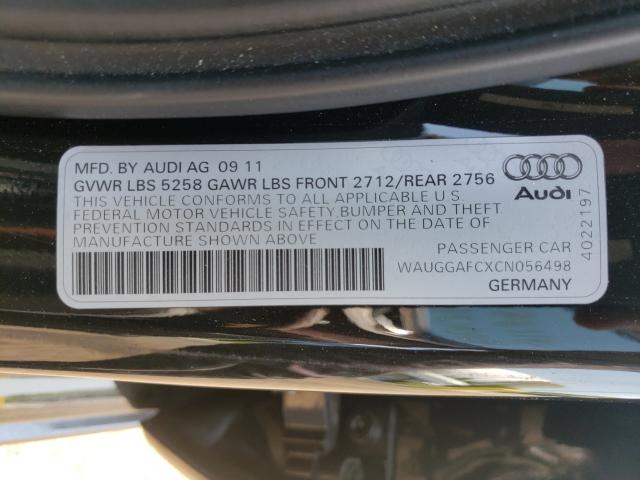 MFD. BY AUDI AG 09 11
GVWR LBS 5258 GAWR LBS FRONT 2712/REAR 2756
THIS VEHICLE CONFORMS TO ALL APPLICABLE U S
FEDERAL MOTOR VEHICLE SAFETY, BUMPER AND THEFT
PREVENTION STANDARDS IN EFFECT ON THE DATE OF
MANUFACTURE SHOWN ABOVE
Audi
4022197
PASSENGER CAR
WAUGGAFCXCN056498
GERMANY